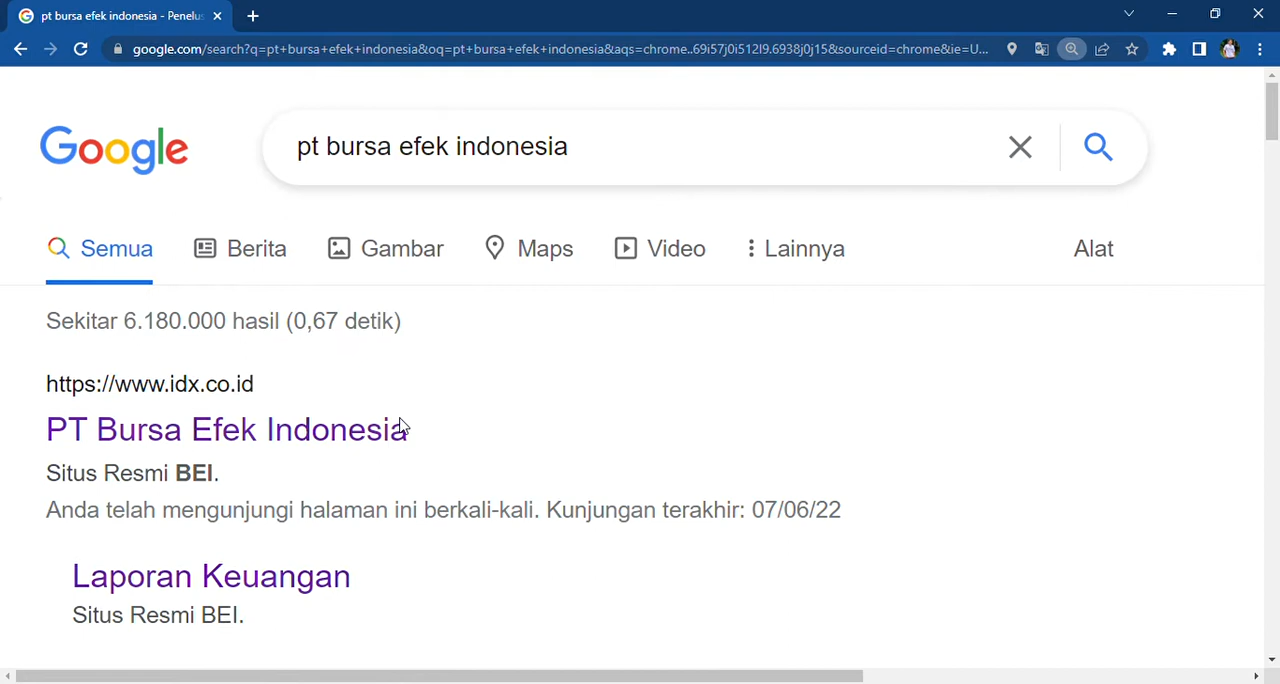 pt bursa efek indonesia - Penelus
google.com/search?q=pt+bursa+efek+indonesia&oq=pt+bursa+efek+indonesia&aqs=chrome..69i57j0i512l9.6938j0j15&sourceid=chrome&ie=U...
Google
pt bursa efek indonesia
Semua Berita Gambar Maps Video Lainnya Alat
Sekitar 6.180.000 hasil (0,67 detik)
https://www.idx.co.id
PT Bursa Efek Indonesia
Situs Resmi BEI.
Anda telah mengunjungi halaman ini berkali-kali. Kunjungan terakhir: 07/06/22
Laporan Keuangan
Situs Resmi BEI.